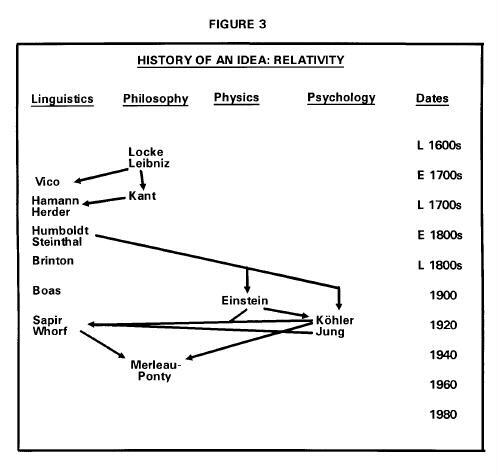 FIGURE 3
HISTORY OF AN IDEA: RELATIVITY
Linguistics Philosophy Physics Psychology Dates
L 1600s
Locke
Leibniz
Vico
E 1700s
Kant
Hamann
Herder
L 1700s
Humboldt
Steinthal
E 1800s
Brinton
L 1800s
Boas
Einstein
1900
Sapir
Whorf
Köhler
Jung
1920
Merleau-
Ponty
1940
1960
1980